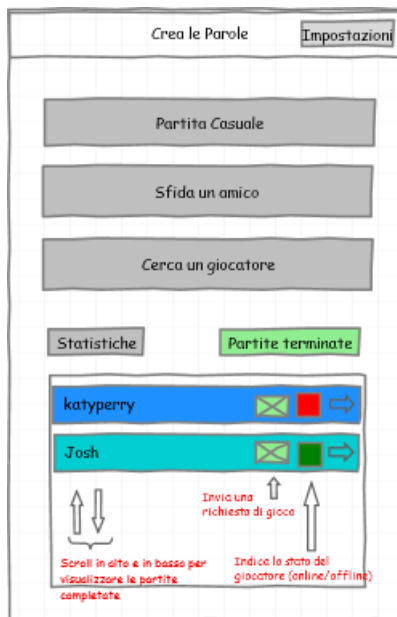 Crea le Parole
Impostazioni
Partita Casuale
Sfida un amico
Cerca un giocatore
Statistiche
Partite terminate
katyperry
Josh
Invia una
richiesta di gioco
Scroll in alto e in basso per
visualizzare le partite
completate
Indica lo stato del
giocatore (online/offline)